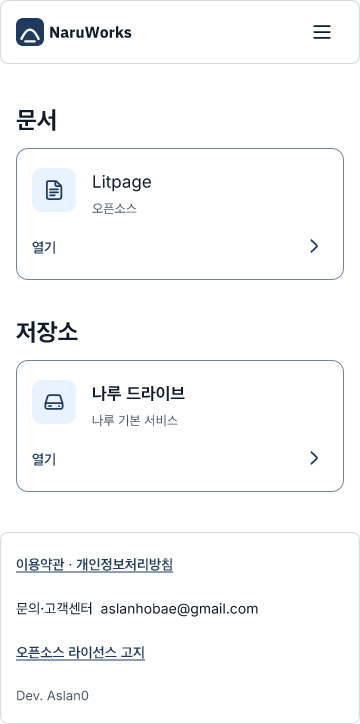 NaruWorks
문서
Litpage
오픈소스
열기
저장소
나루 드라이브
나루 기본 서비스
열기
이용약관 · 개인정보처리방침
문의·고객센터 aslanhobae@gmail.com
오픈소스 라이선스 고지
Dev. Aslan0